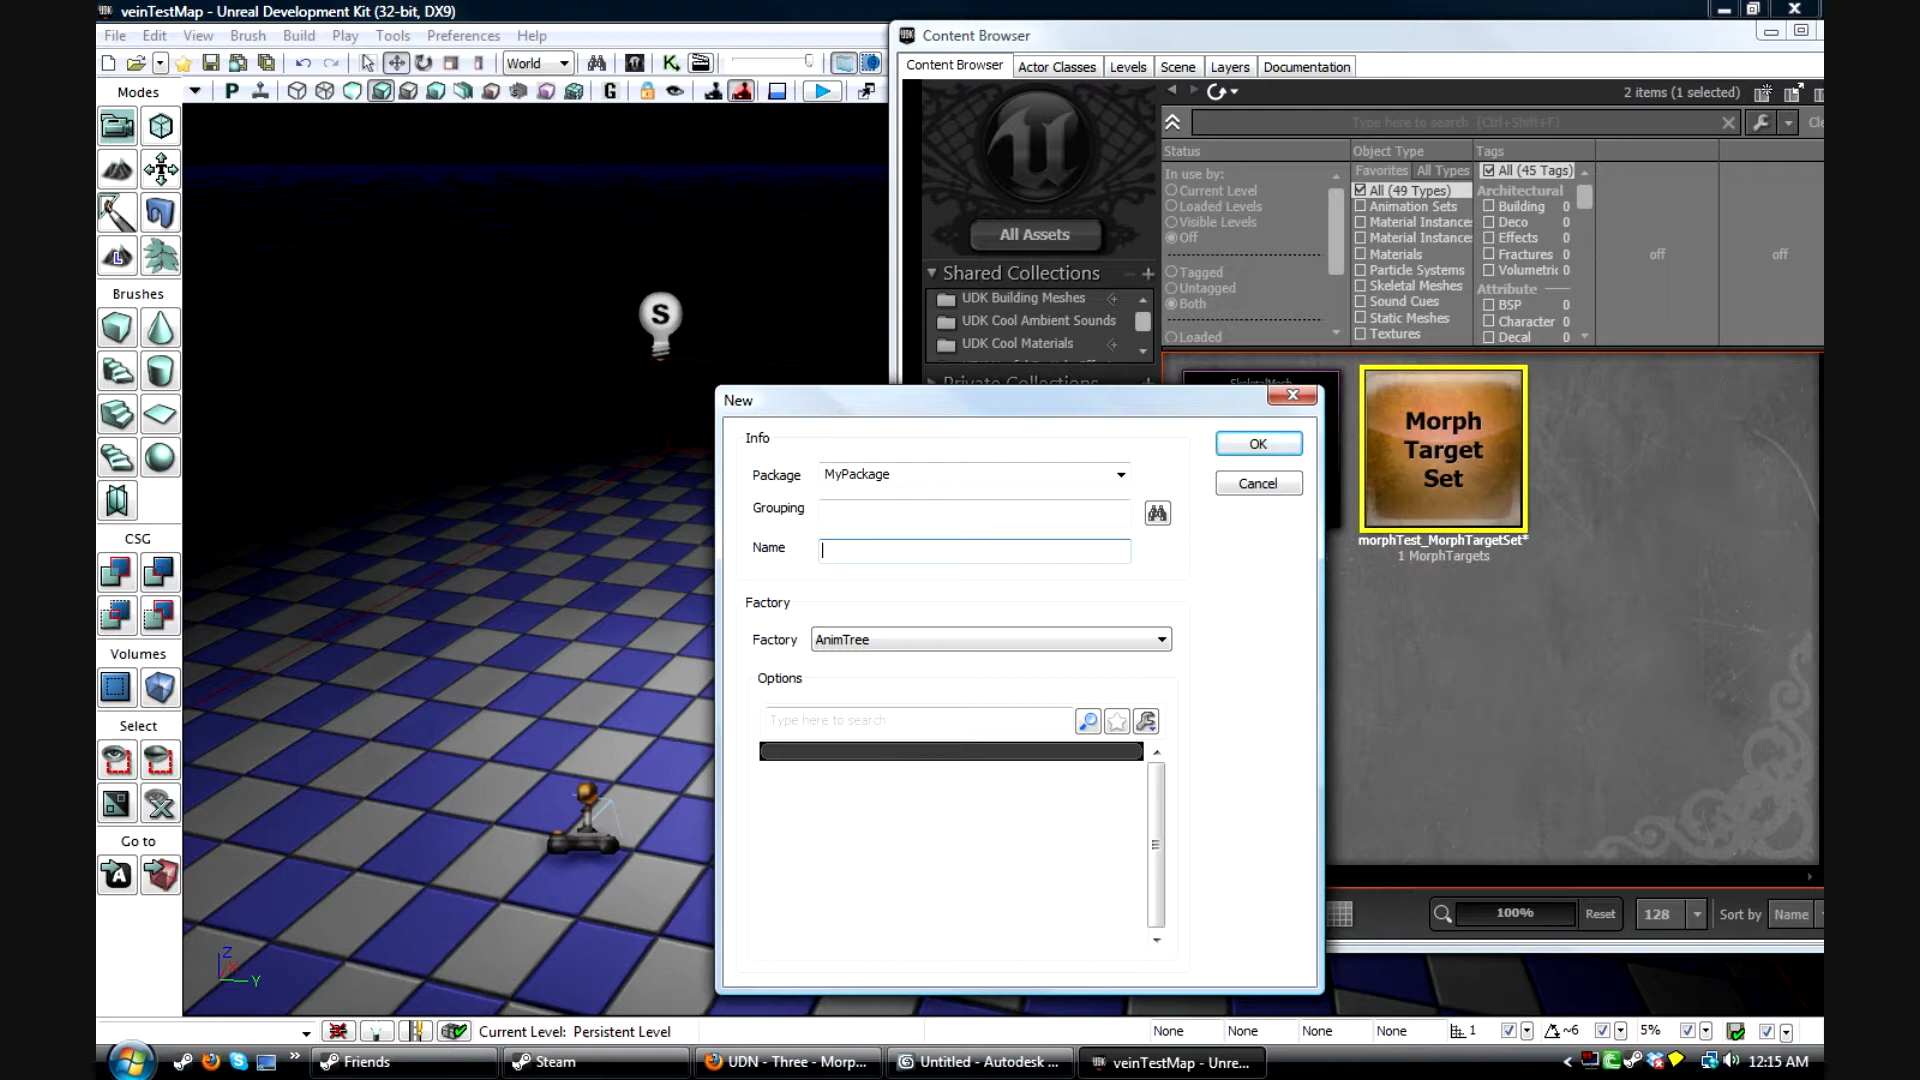 veinTestMap - Unreal Development Kit (32-bit, DX9)
File Edit View Brush Build Play Tools Preferences Help
World
Modes
Brushes
CSG
Volumes
Select
Go to
Content Browser
Content Browser Actor Classes Levels Scene Layers Documentation
2 items (1 selected)
All Assets
Shared Collections
UDK Building Meshes
UDK Cool Ambient Sounds
UDK Cool Materials
Private Collections
Type here to search (Ctrl+Shift+F)
Status
In use by:
Current Level
Loaded Levels
Visible Levels
Off
Tagged
Untagged
Both
Loaded
Object Type
Favorites All Types
All (49 Types)
Animation Sets
Material Instances
Material Instances
Materials
Particle Systems
Skeletal Meshes
Sound Cues
Static Meshes
Textures
Tags
All (45 Tags)
Architectural
Building 0
Deco 0
Effects 0
Fractures 0
Volumetric 0
Attribute
BSP 0
Character 0
Decal 0
off
off
Morph
Target
Set
morphTest_MorphTargetSet*
1 MorphTargets
New
Info
Package MyPackage
Grouping
Name
OK
Cancel
Factory
Factory AnimTree
Options
Type here to search
100% Reset 128 Sort by Name
S
L
P
G
A
Z
X
Y
Current Level: Persistent Level
None None None None 1 ~6 5%
Friends Steam UDN - Three - Morp... Untitled - Autodesk ... veinTestMap - Unre... 12:15 AM